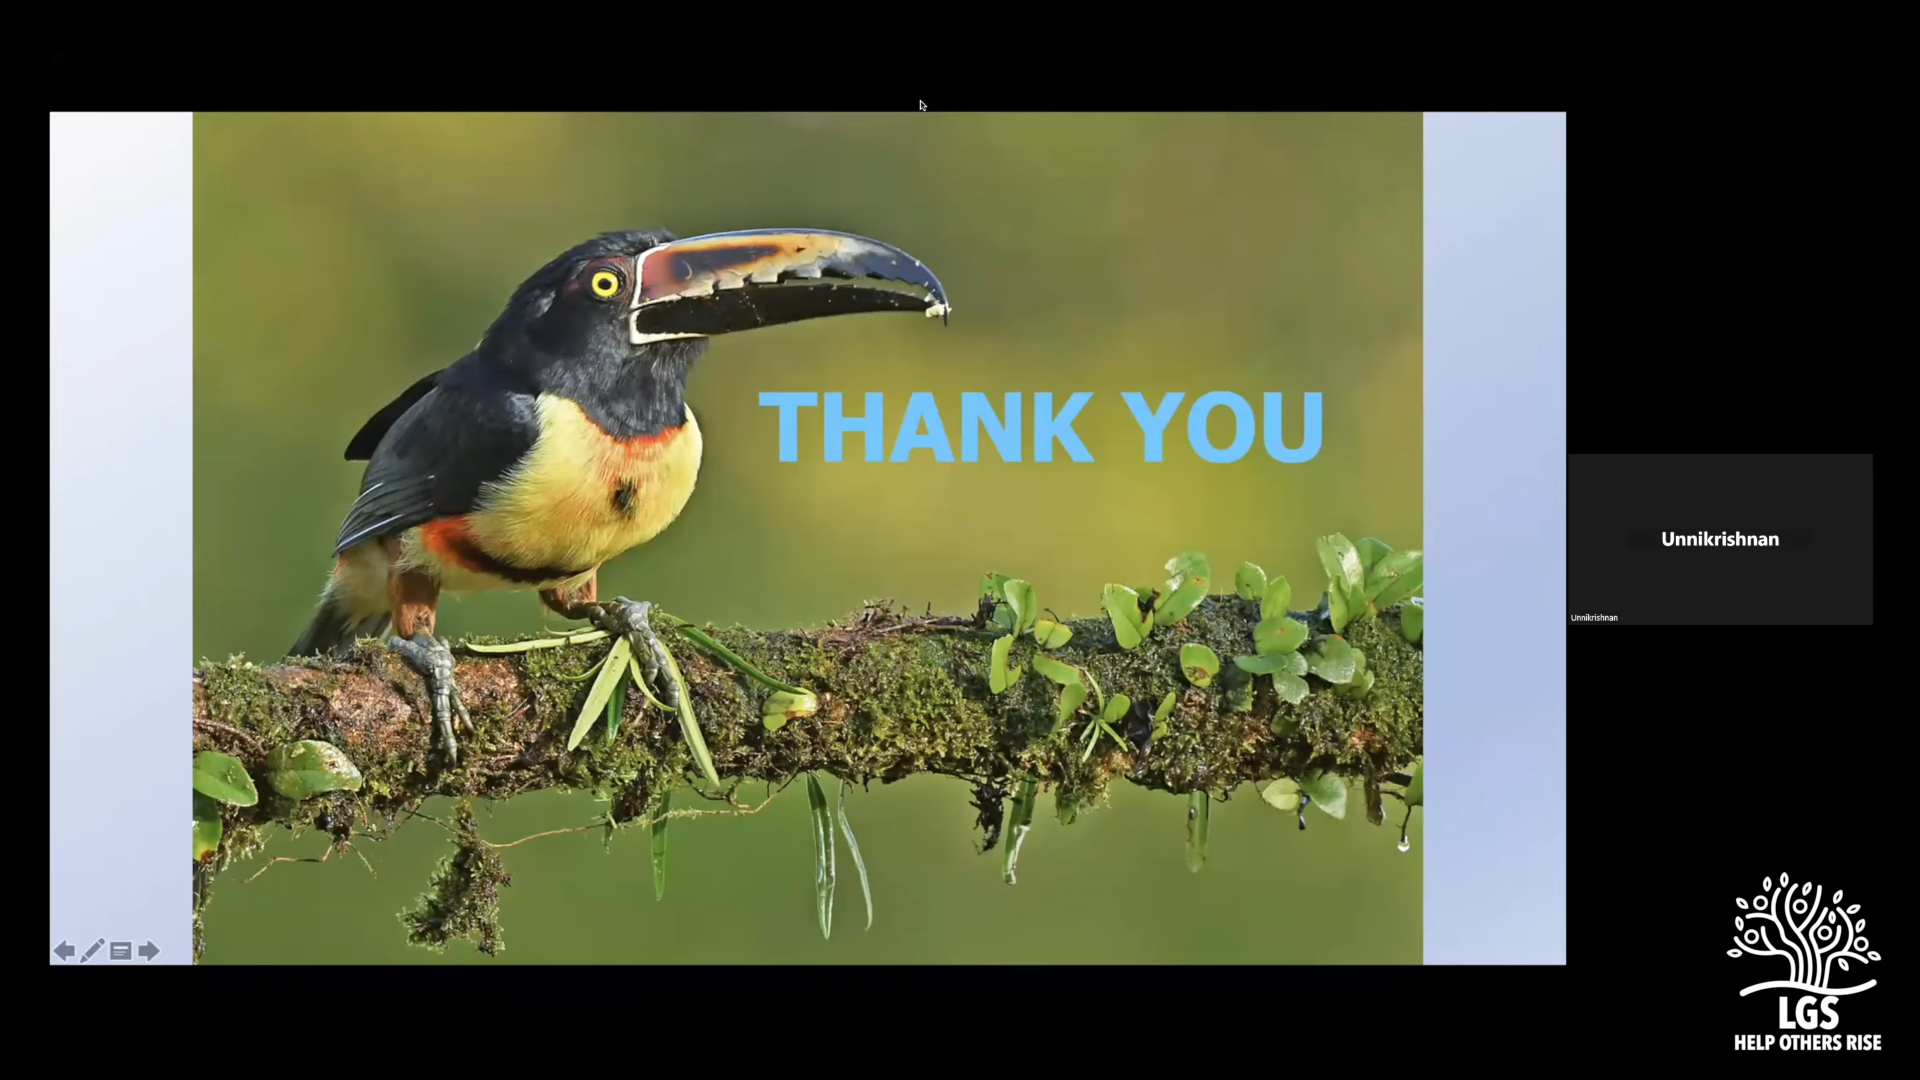 THANK YOU
Unnikrishnan
Unnikrishnan
LGS
HELP OTHERS RISE